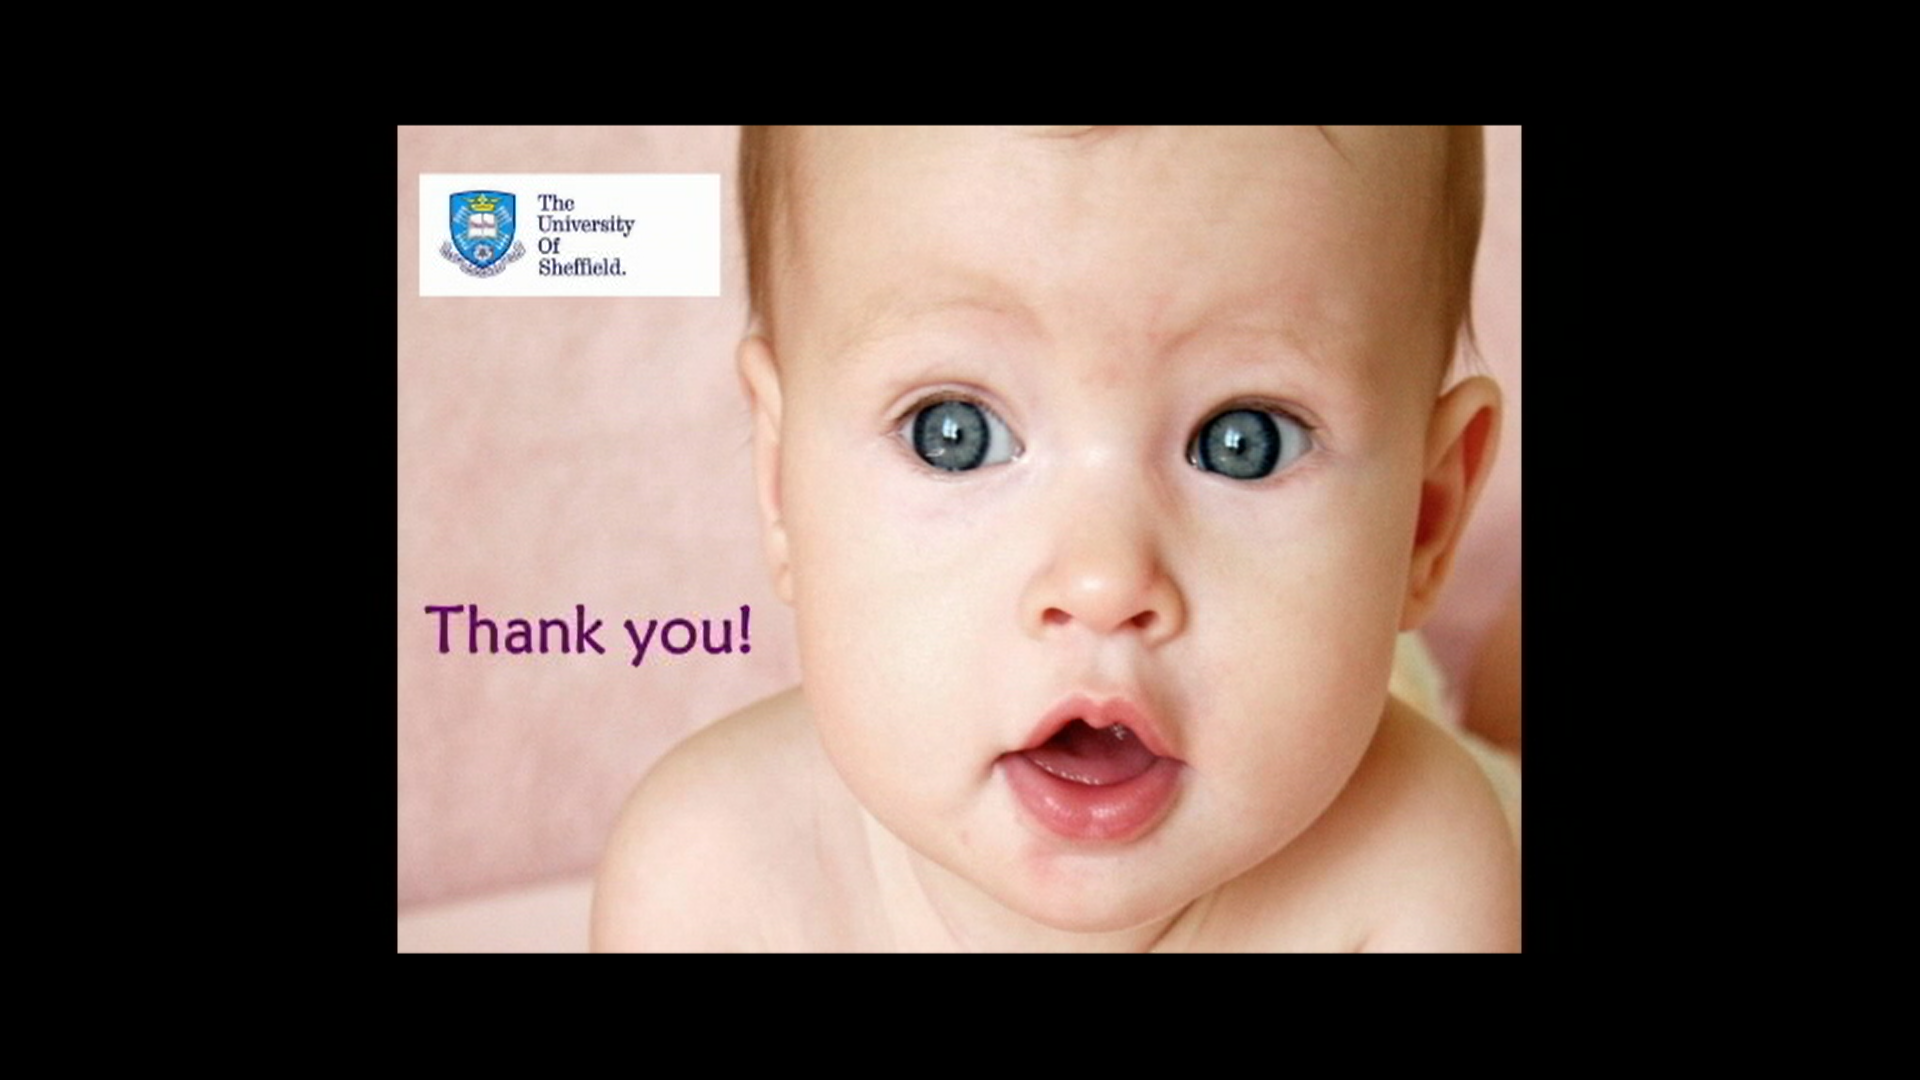 The
University
Of
Sheffield.
Thank you!